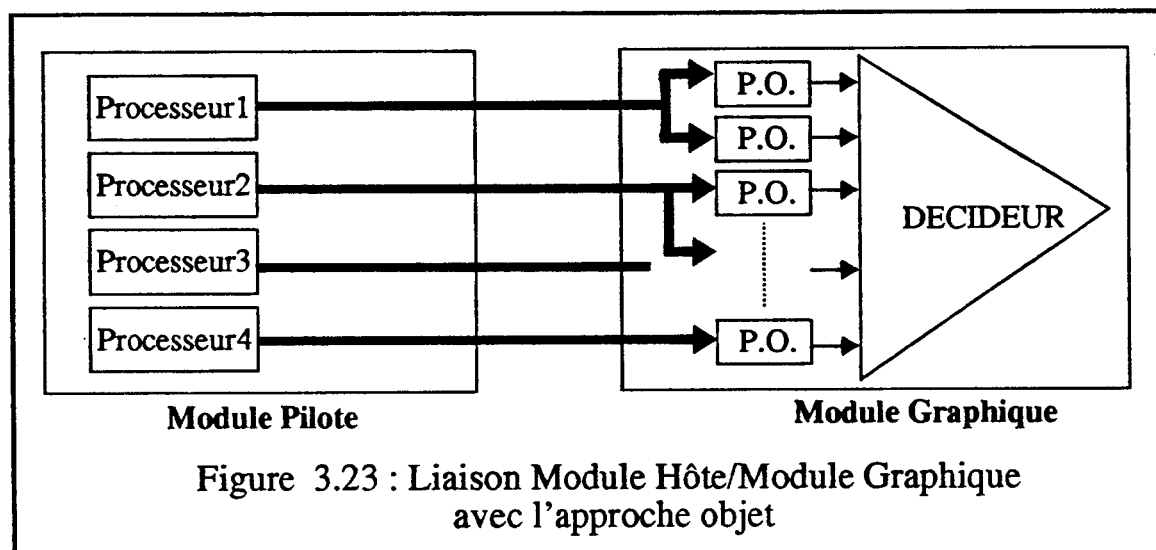 Processeur1
Processeur2
Processeur3
Processeur4
Module Pilote
P.O.
P.O.
P.O.
P.O.
DECIDEUR
Module Graphique
Figure 3.23 : Liaison Module Hôte/Module Graphique
avec l'approche objet